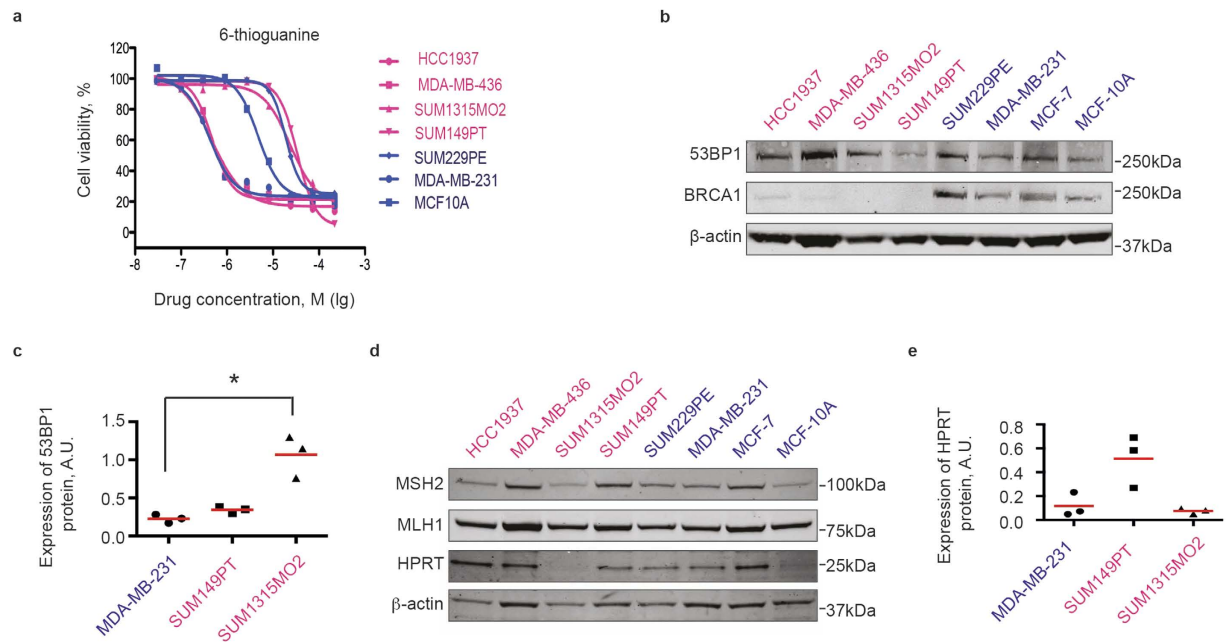 a
6-thioguanine
Cell viability, %
120
100
80
60
40
20
0
-8
-7
-6
-5
-4
-3
Drug concentration, M (lg)
HCC1937
MDA-MB-436
SUM1315MO2
SUM149PT
SUM229PE
MDA-MB-231
MCF10A
b
HCC1937
MDA-MB-436
SUM1315MO2
SUM149PT
SUM229PE
MDA-MB-231
MCF-7
MCF-10A
53BP1
-250kDa
BRCA1
-250kDa
β-actin
-37kDa
c
Expression of 53BP1
protein, A.U.
1.5
1.0
0.5
0.0
*
MDA-MB-231
SUM149PT
SUM1315MO2
d
HCC1937
MDA-MB-436
SUM1315MO2
SUM149PT
SUM229PE
MDA-MB-231
MCF-7
MCF-10A
MSH2
-100kDa
MLH1
-75kDa
HPRT
-25kDa
β-actin
-37kDa
e
Expression of HPRT
protein, A.U.
0.8
0.6
0.4
0.2
0.0
MDA-MB-231
SUM149PT
SUM1315MO2